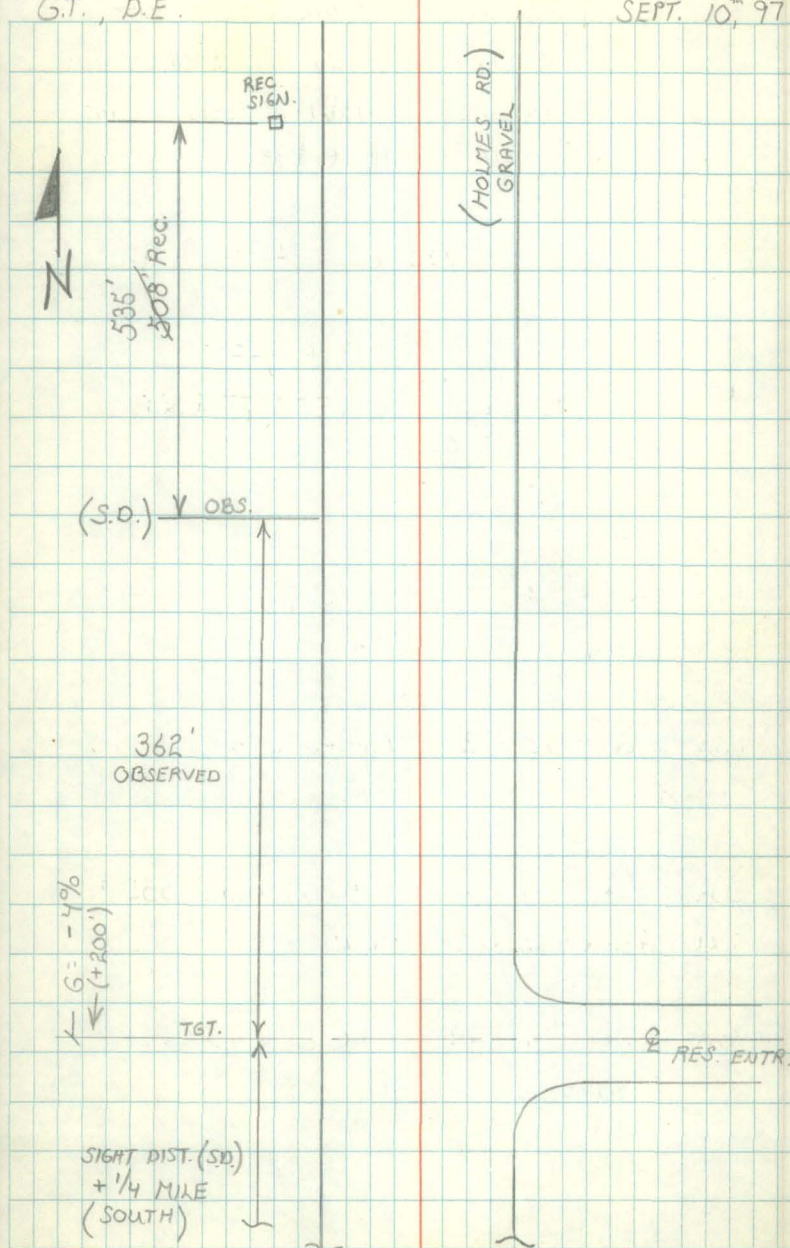 G.T., D.E.
SEPT. 10TH, 97
REC.
SIGN.
(HOLMES RD.)
GRAVEL
N
535'
508' Rec.
(S.D.)
OBS.
362'
OBSERVED
G = -4%
(+200')
TGT.
℄ RES. ENTR.
SIGHT DIST. (S.D.)
+ 1/4 MILE
(SOUTH)